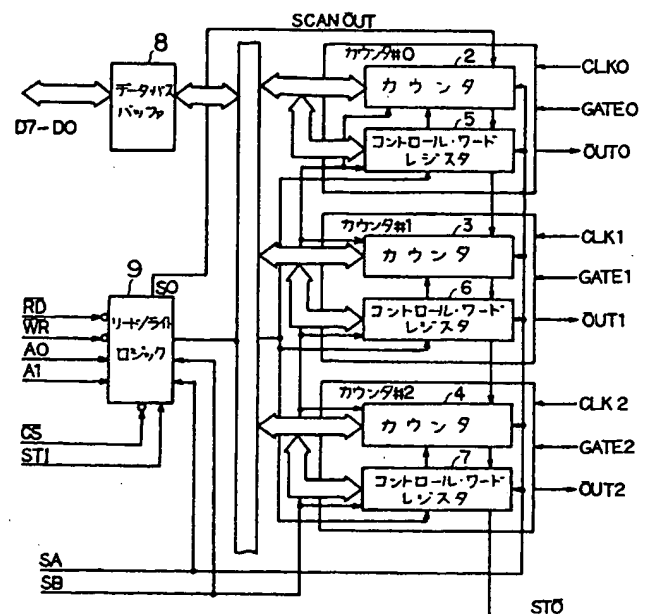 SCAN OUT
8
データ・バス
バッファ
D7-D0
カウンタ#0
2
カウンタ
5
コントロール・ワード
レジスタ
CLK0
GATE0
OUT0
カウンタ#1
3
カウンタ
6
コントロール・ワード
レジスタ
CLK1
GATE1
OUT1
9
SO
リード/ライト
ロジック
RD
WR
A0
A1
CS
STI
カウンタ#2
4
カウンタ
7
コントロール・ワード
レジスタ
CLK2
GATE2
OUT2
SA
SB
STO